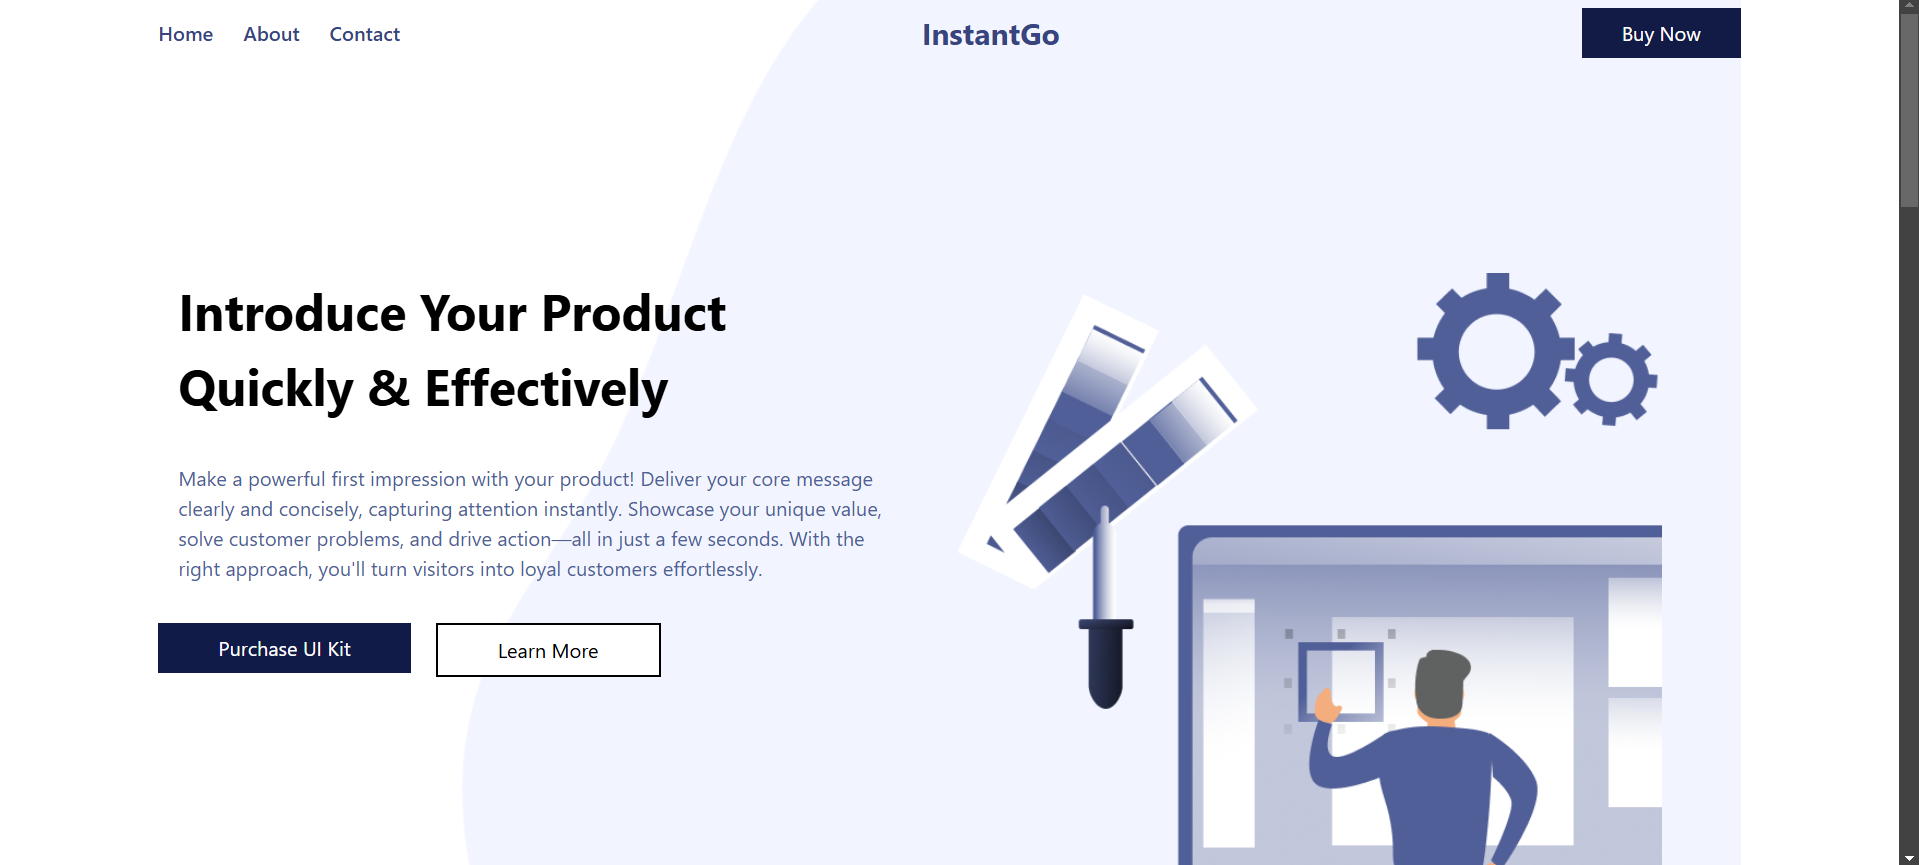 Home About Contact InstantGo Buy Now
Introduce Your Product
Quickly & Effectively
Make a powerful first impression with your product! Deliver your core message
clearly and concisely, capturing attention instantly. Showcase your unique value,
solve customer problems, and drive action—all in just a few seconds. With the
right approach, you'll turn visitors into loyal customers effortlessly.
Purchase UI Kit Learn More